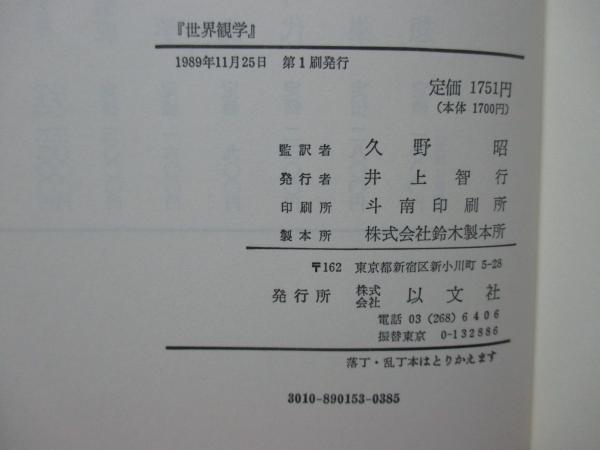 『世界観学』
1989年11月25日 第1刷発行
定価 1751円
(本体 1700円)
監訳者 久野 昭
発行者 井上智行
印刷所 斗南印刷所
製本所 株式会社鈴木製本所
〒162 東京都新宿区新小川町 5-28
発行所 株式会社 以文社
電話 03 (268) 6406
振替東京 0-132886
落丁・乱丁本はとりかえます
3010-890153-0385